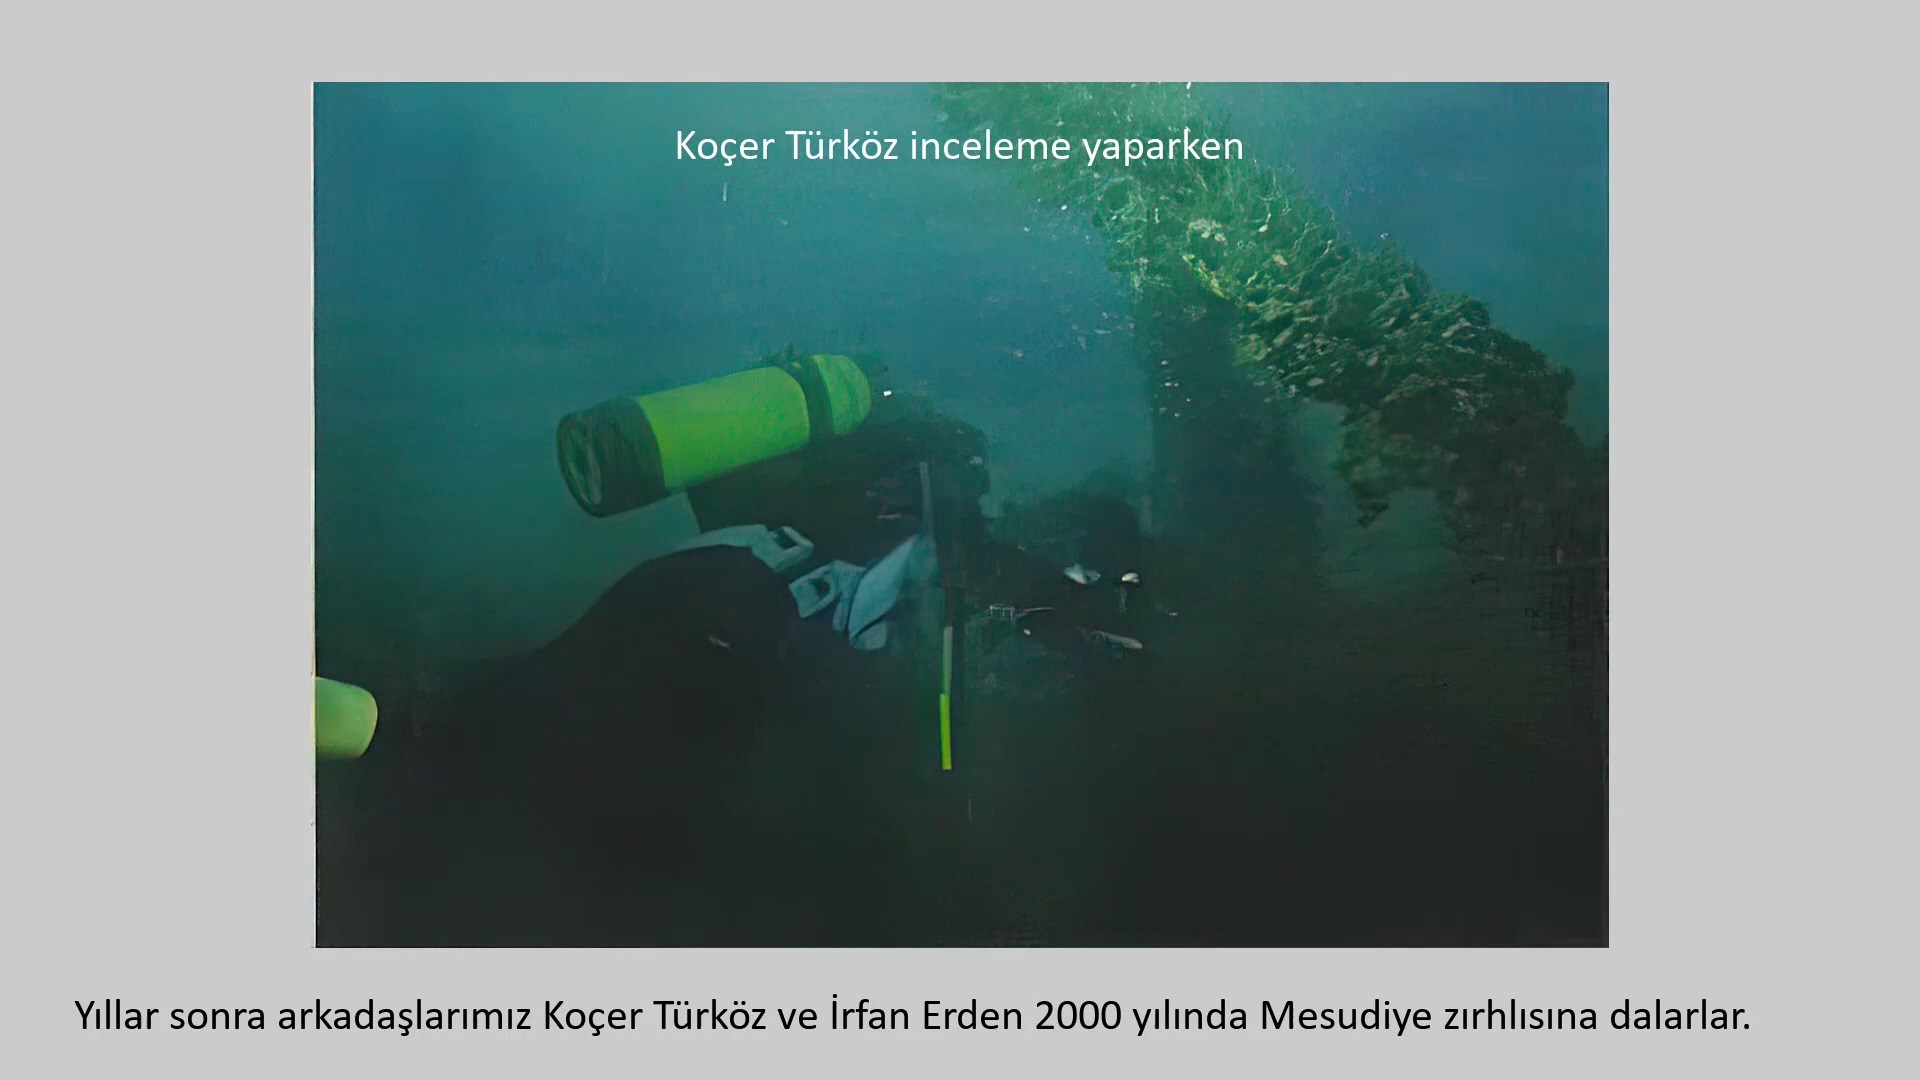 Koçer Türköz inceleme yaparken
Yıllar sonra arkadaşlarımız Koçer Türköz ve İrfan Erden 2000 yılında Mesudiye zırhlısına dalarlar.